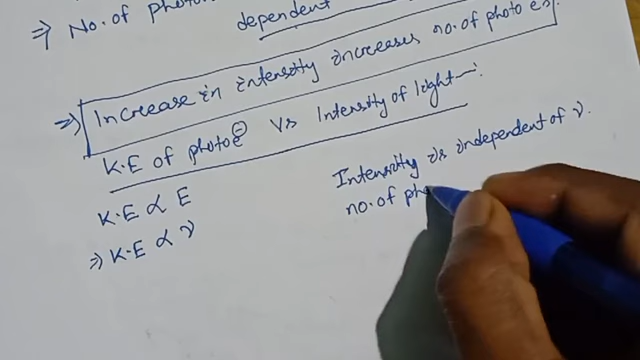 ⇒ No. of photo
dependent
⇒ Increase in intensity increases no. of photo e⊖s.
K.E of photoe⊖ Vs Intensity of light :
K.E ∝ E
⇒ K.E ∝ ν
Intensity is independent of ν.
no. of pho